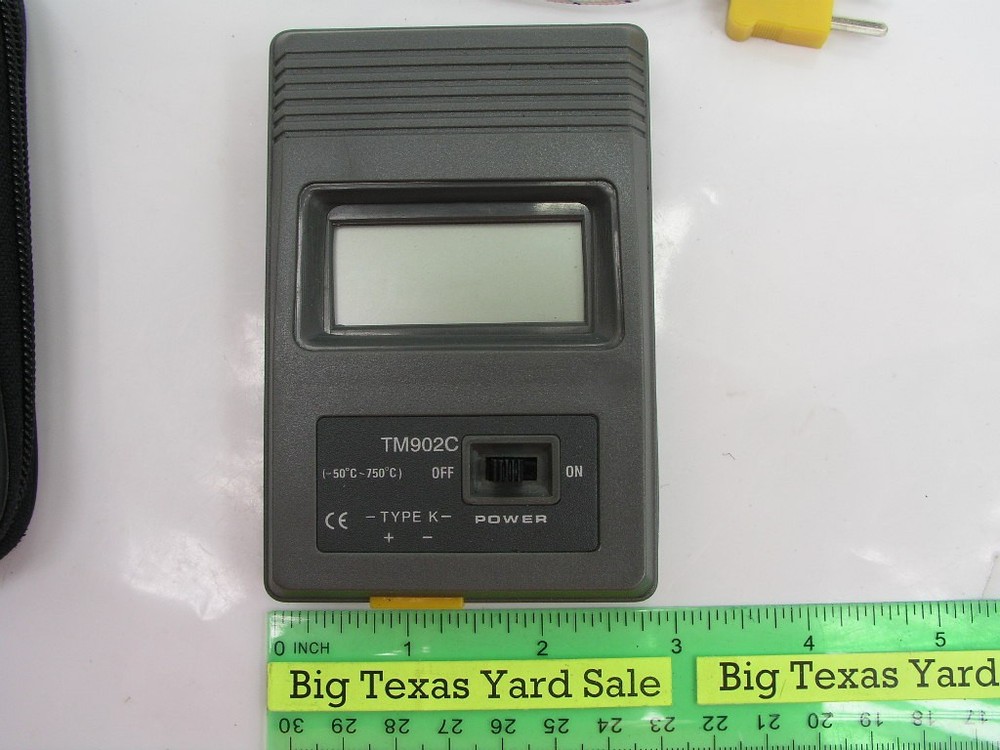 TM902C
(-50°C~750°C) OFF ON
CE -TYPE K- POWER
+ -
0 INCH 1 2 3 4 5
Big Texas Yard Sale Big Texas Yard
30 29 28 27 26 25 24 23 22 21 20 19 18 17